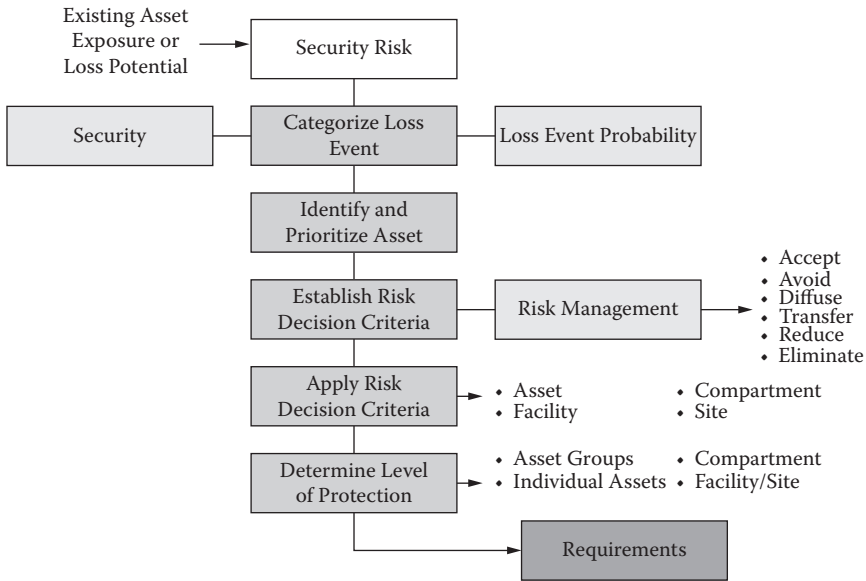 Existing Asset
Exposure or
Loss Potential
Security Risk
Security
Categorize Loss
Event
Loss Event Probability
Identify and
Prioritize Asset
Establish Risk
Decision Criteria
Risk Management
• Accept
• Avoid
• Diffuse
• Transfer
• Reduce
• Eliminate
Apply Risk
Decision Criteria
• Asset
• Facility
• Compartment
• Site
Determine Level
of Protection
• Asset Groups
• Individual Assets
• Compartment
• Facility/Site
Requirements